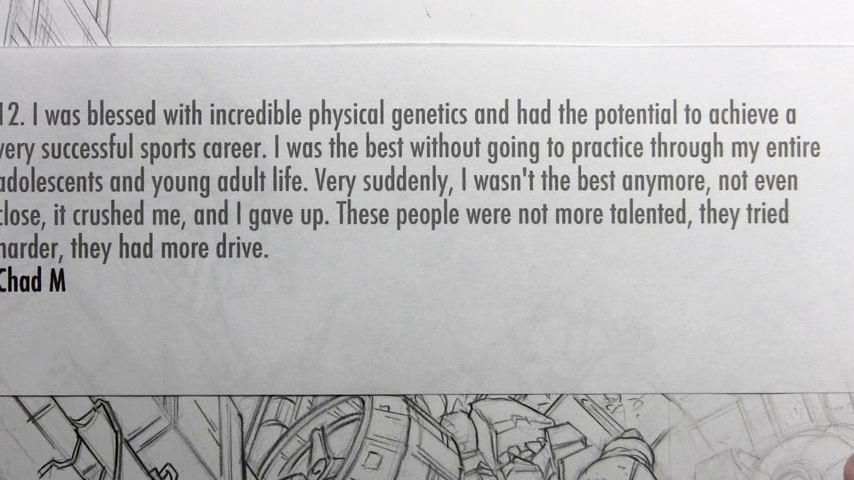 12. I was blessed with incredible physical genetics and had the potential to achieve a
very successful sports career. I was the best without going to practice through my entire
adolescents and young adult life. Very suddenly, I wasn't the best anymore, not even
close, it crushed me, and I gave up. These people were not more talented, they tried
harder, they had more drive.
Chad M